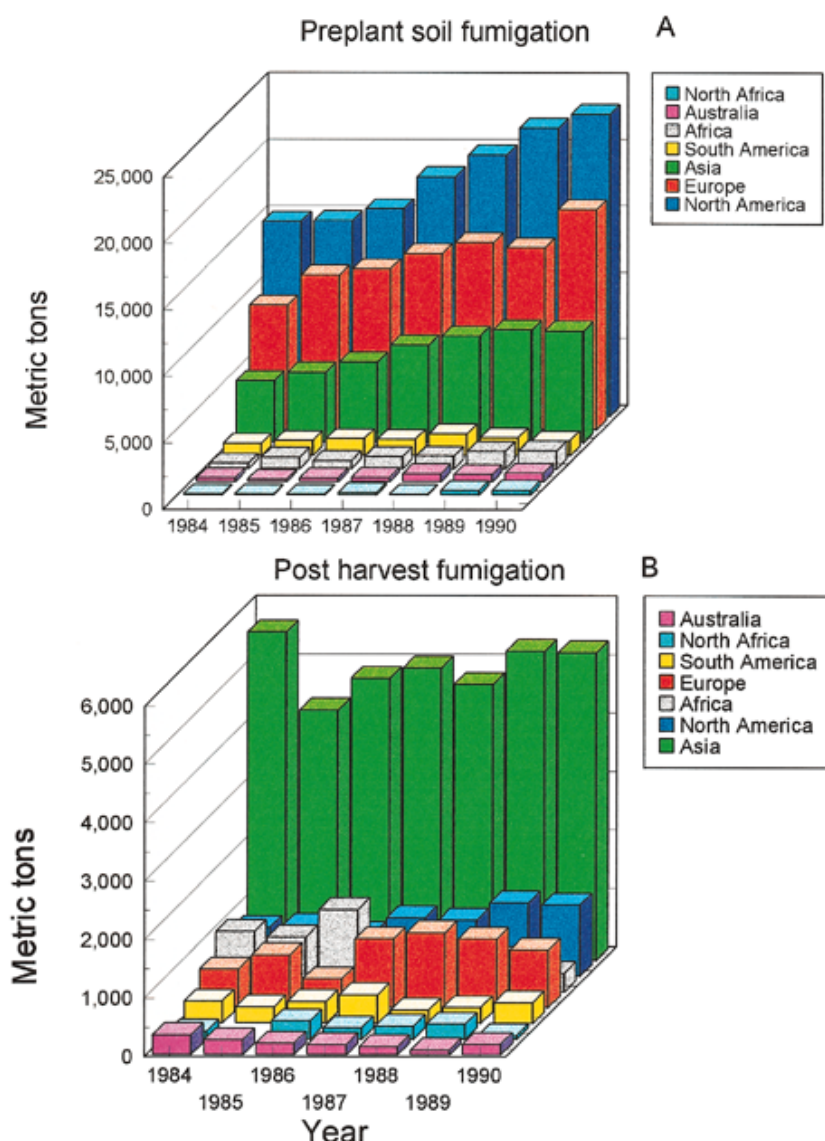 Preplant soil fumigation
A
North Africa
Australia
Africa
South America
Asia
Europe
North America
Metric tons
25,000
20,000
15,000
10,000
5,000
0
1984 1985 1986 1987 1988 1989 1990
Post harvest fumigation
B
Australia
North Africa
South America
Europe
Africa
North America
Asia
Metric tons
6,000
5,000
4,000
3,000
2,000
1,000
0
1984 1986 1988 1990
1985 1987 1989
Year